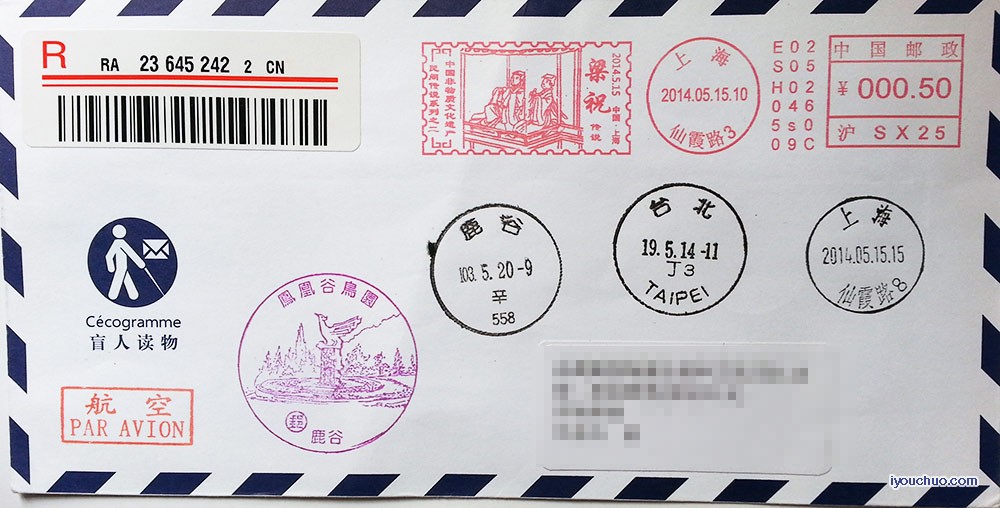 R
RA 23 645 242 2 CN
中国非物质文化遗产
—民间传说系列之二
梁祝
传说
2014.5.15 中国·上海
上海
2014.05.15.10
仙霞路3
E02
S05
H02
046
5s0
09C
中国邮政
¥ 000.50
沪 SX25
Cécogramme
盲人读物
航空
PAR AVION
鳳凰谷鳥園
郵
鹿谷
鹿谷
103.5.20-9
辛
558
台北
19.5.14-11
丁3
TAIPEI
上海
2014.05.15.15
仙霞路8
iyouchuo.com